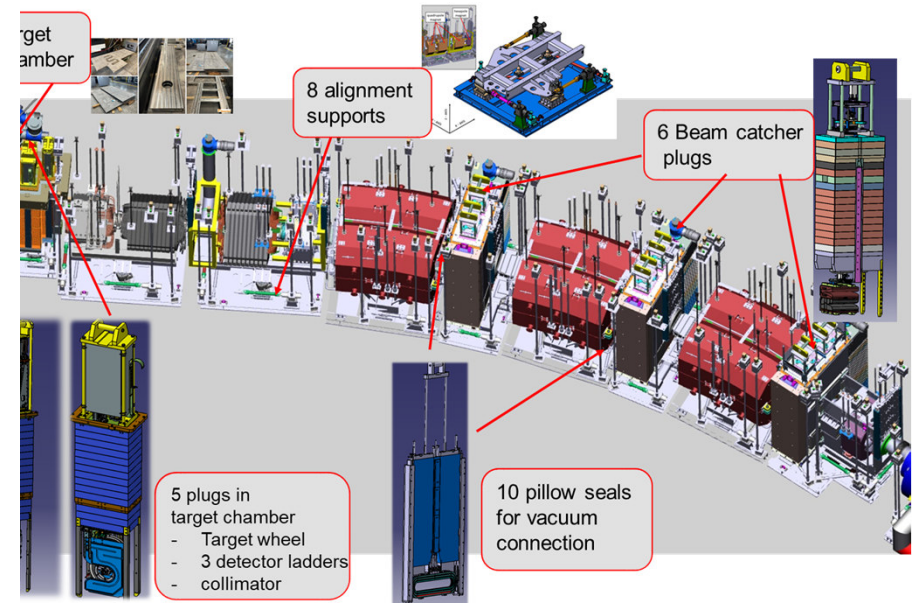 rget
amber
8 alignment
supports
6 Beam catcher
plugs
5 plugs in
target chamber
- Target wheel
- 3 detector ladders
- collimator
10 pillow seals
for vacuum
connection